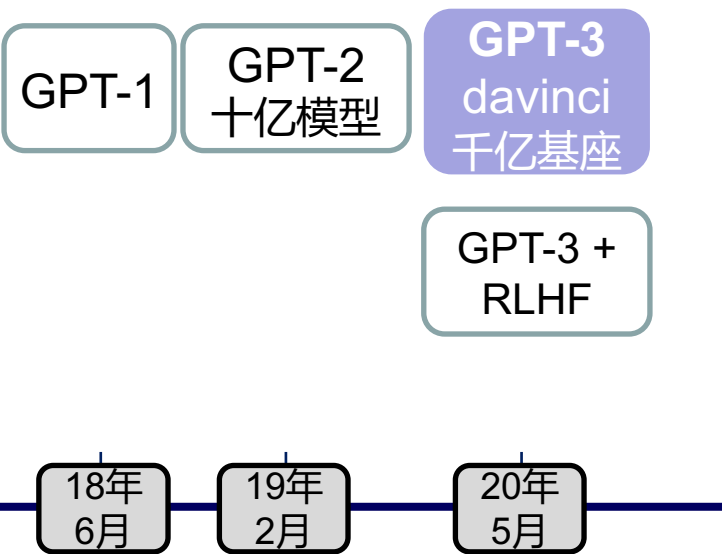 GPT-1
GPT-2
十亿模型
GPT-3
davinci
千亿基座
GPT-3 +
RLHF
18年
6月
19年
2月
20年
5月